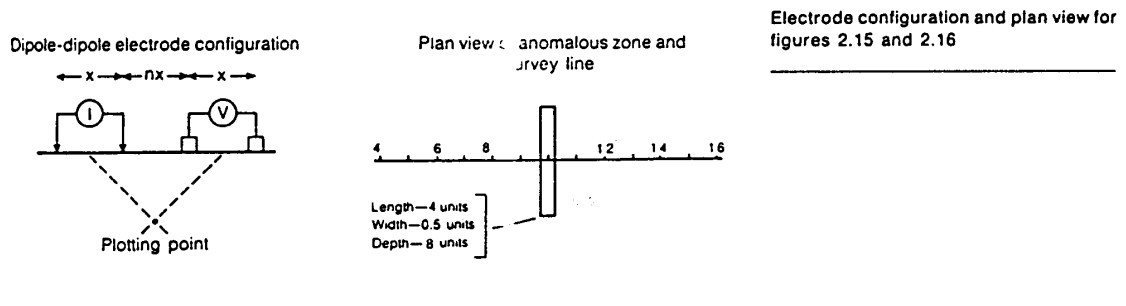 Electrode configuration and plan view for
figures 2.15 and 2.16
Dipole-dipole electrode configuration
x nx x
I V
Plotting point
Plan view anomalous zone and
line
4 6 8 12 14 16
Length—4 units
Width—0.5 units
Depth—8 units